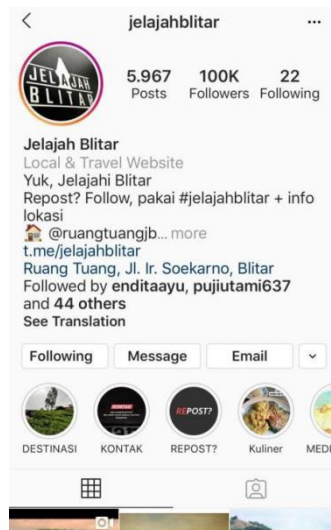 jelajahblitar
JELAJAH
BLITAR
5.967 100K 22
Posts Followers Following
Jelajah Blitar
Local & Travel Website
Yuk, Jelajahi Blitar
Repost? Follow, pakai #jelajahblitar + info
lokasi
@ruangtuangjb... more
t.me/jelajahblitar
Ruang Tuang, Jl. Ir. Soekarno, Blitar
Followed by enditaayu, pujiutami637
and 44 others
See Translation
Following Message Email
KONTAK
REPOST?
DESTINASI KONTAK REPOST? Kuliner MEDI